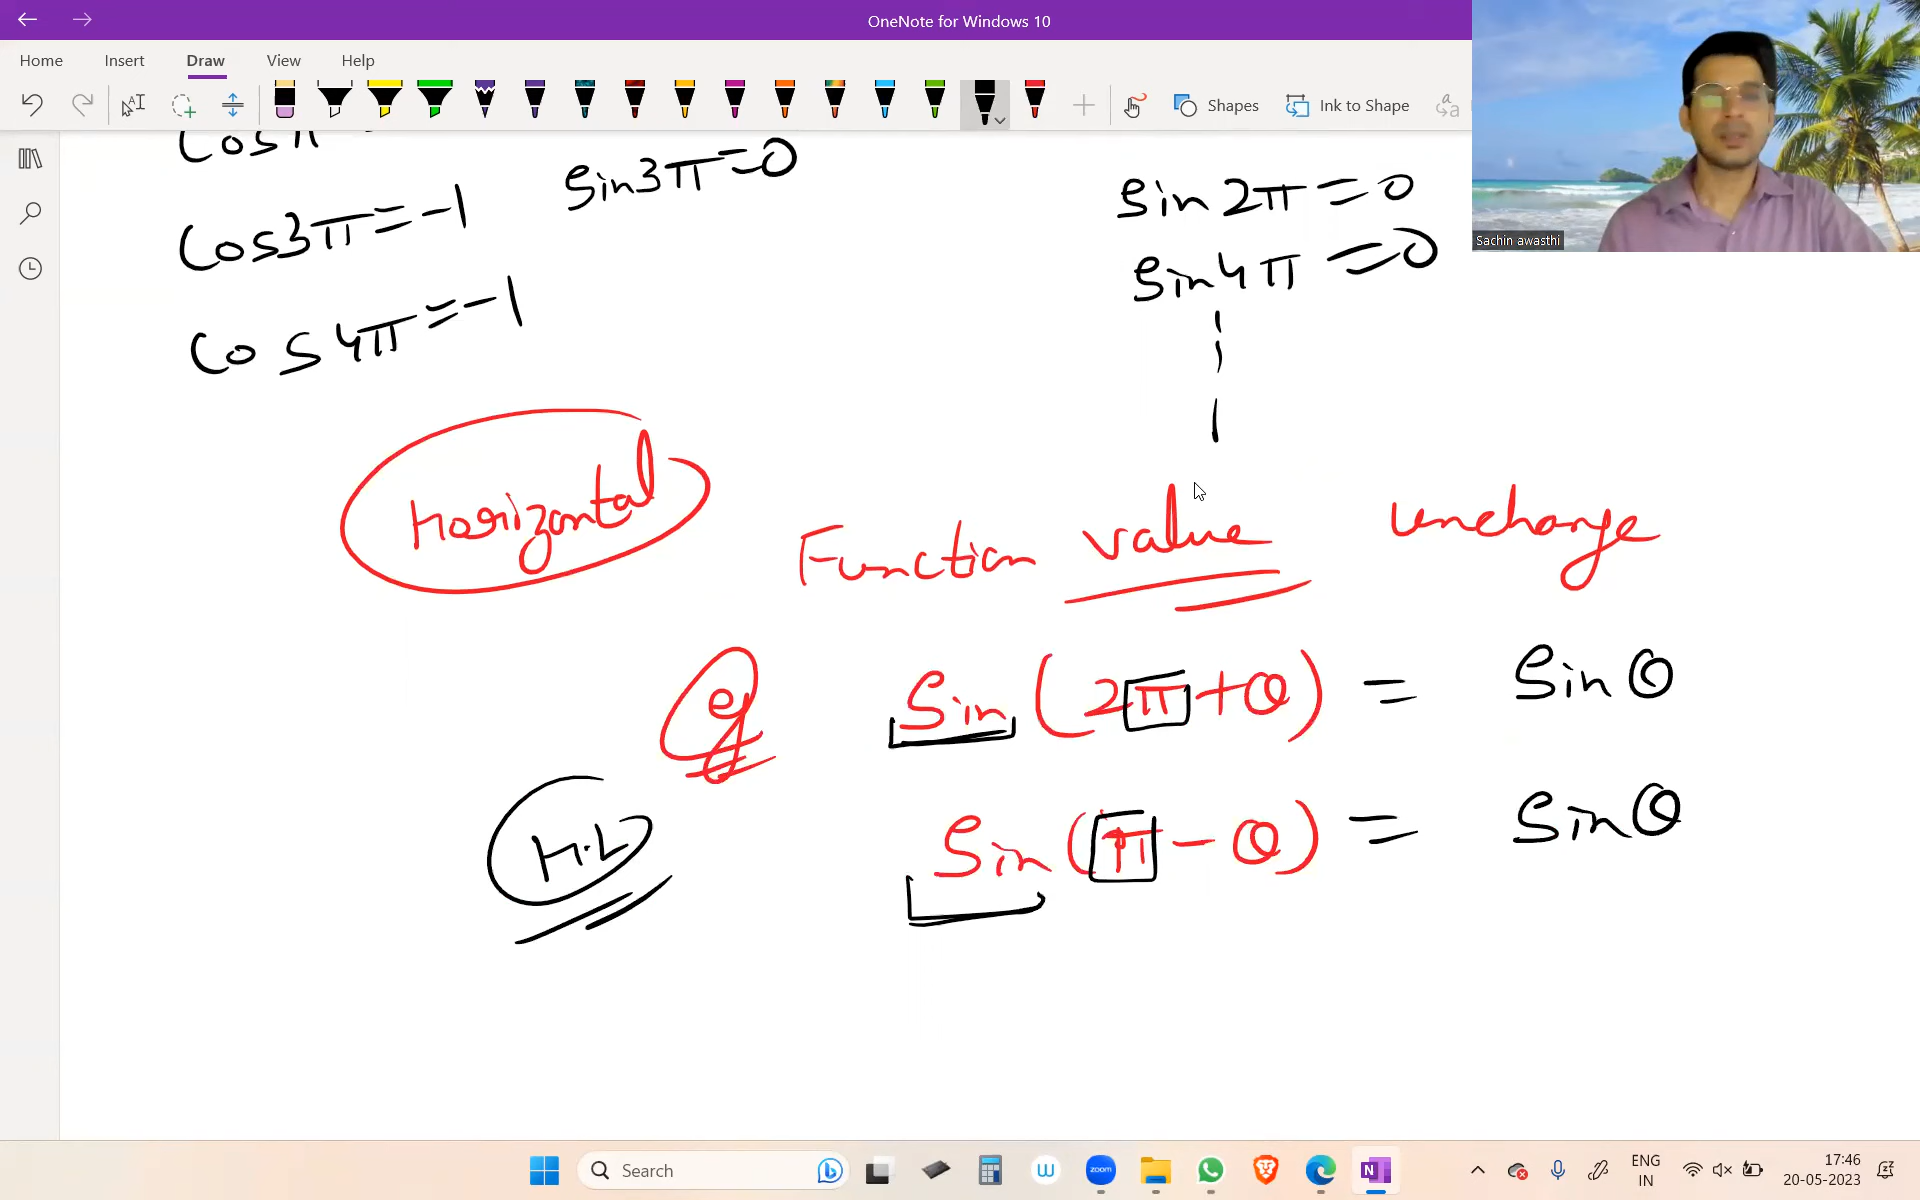 OneNote for Windows 10
Home Insert Draw View Help
Shapes Ink to Shape
Sachin awasthi
Cosπ
Cos3π=-1
Cos4π=-1
Sin3π=0
Sin2π=0
Sin4π=0
Horizontal
Function value unchange
eg Sin(2π+θ) = Sinθ
H.L Sin(π-θ) = Sinθ
Search
zoom
ENG
IN
17:46
20-05-2023